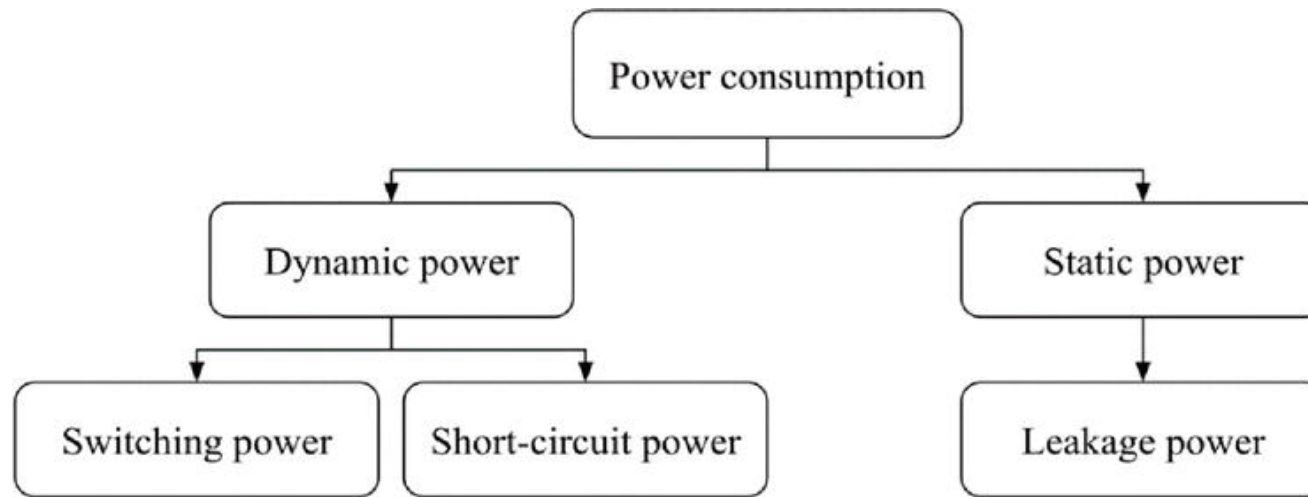 Power consumption
Dynamic power
Static power
Switching power
Short-circuit power
Leakage power